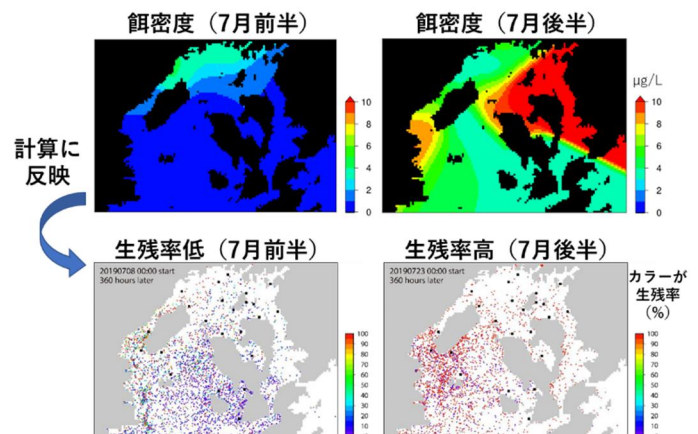 餌密度（7月前半）
餌密度（7月後半）
μg/L
10
8
6
4
2
0
10
8
6
4
2
0
計算に
反映
生残率低（7月前半）
生残率高（7月後半）
20190708 00:00 start
360 hours later
20190723 00:00 start
360 hours later
カラーが
生残率
（%）
100
90
80
70
60
50
40
30
20
10
100
90
80
70
60
50
40
30
20
10